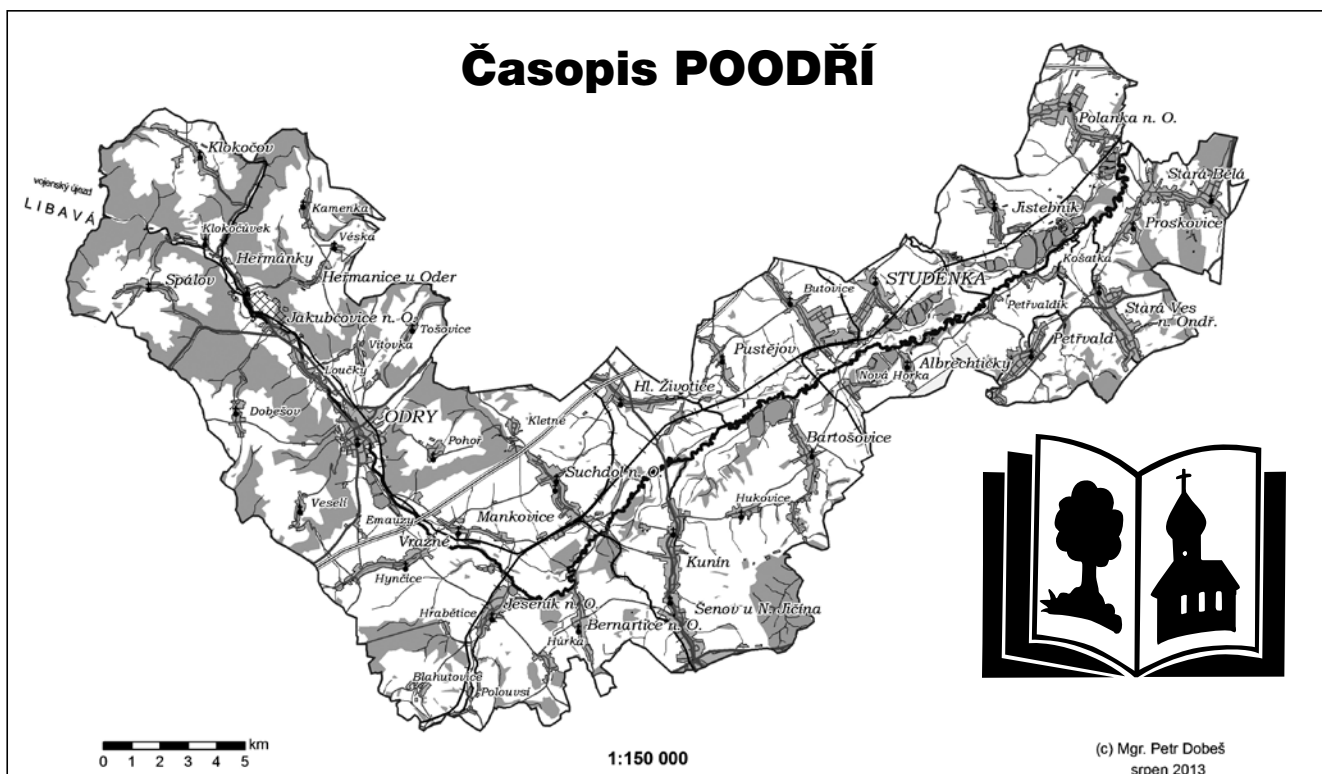 Časopis POODŘÍ
Polanka n. O.
Klokočov
vojenský újezd
LIBAVÁ
Stará Bělá
Kamenka
Jistebník
Proskovice
Klokočůvek
Véska
Heřmánky
Košatka
Heřmanice u Oder
Spálov
STUDÉNKA
Butovice
Petřvaldík
Stará Ves
n. Ondř.
Jakubčovice n. O.
Tošovice
Vítovka
Petřvald
Pustějov
Albrechtičky
Loučky
Nová Horka
Hl. Životice
Dobešov
ODRY
Kletné
Pohoř
Bartošovice
Suchdol n. O.
Veselí
Hukovice
Emauzy
Mankovice
Vražné
Kunín
Hynčice
Jeseník n. O.
Hrabětice
Šenov u N. Jičína
Bernartice n. O.
Hůrka
Blahutovice
Polouvsí
km
0 1 2 3 4 5
1:150 000
(c) Mgr. Petr Dobeš
srpen 2013